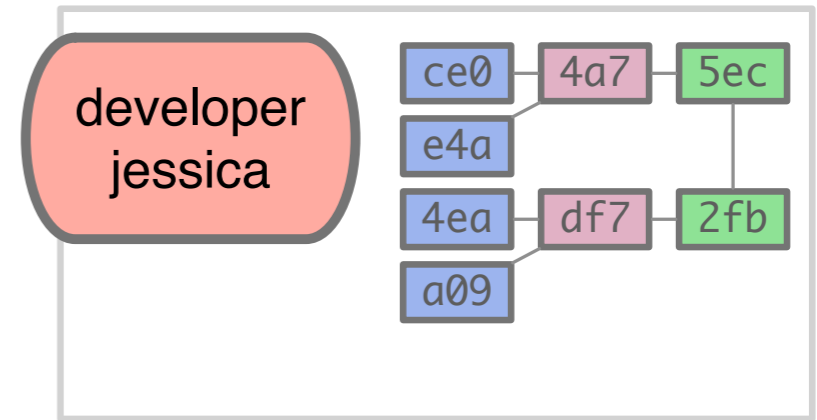 developer
jessica
ce0 4a7 5ec
e4a
4ea df7 2fb
a09